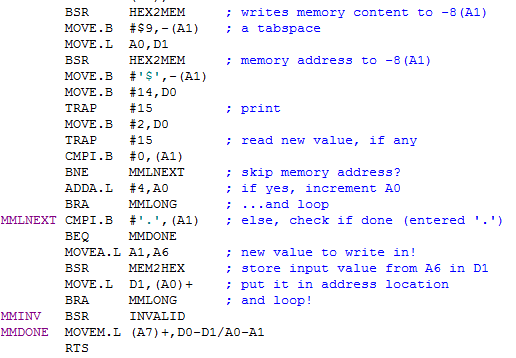 BSR HEX2MEM ; writes memory content to -8(A1)
MOVE.B #$9,-(A1) ; a tabspace
MOVE.L A0,D1
BSR HEX2MEM ; memory address to -8(A1)
MOVE.B #'$',-(A1)
MOVE.B #14,D0
TRAP #15 ; print
MOVE.B #2,D0
TRAP #15 ; read new value, if any
CMPI.B #0,(A1)
BNE MMLNEXT ; skip memory address?
ADDA.L #4,A0 ; if yes, increment A0
BRA MMLONG ; ...and loop
MMLNEXT CMPI.B #'.',(A1) ; else, check if done (entered '.')
BEQ MMDONE
MOVEA.L A1,A6 ; new value to write in!
BSR MEM2HEX ; store input value from A6 in D1
MOVE.L D1,(A0)+ ; put it in address location
BRA MMLONG ; and loop!
MMINV BSR INVALID
MMDONE MOVEM.L (A7)+,D0-D1/A0-A1
RTS